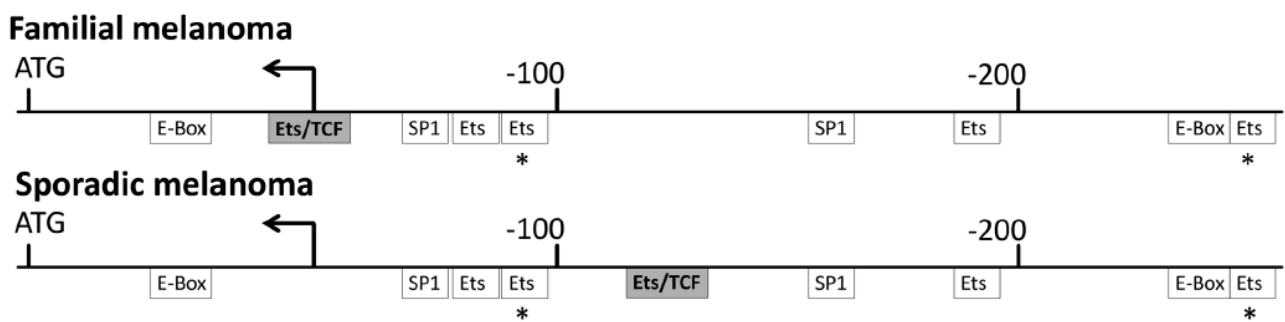 Familial melanoma
ATG -100 -200
E-Box Ets/TCF SP1 Ets Ets SP1 Ets E-Box Ets
* *
Sporadic melanoma
ATG -100 -200
E-Box SP1 Ets Ets Ets/TCF SP1 Ets E-Box Ets
* *